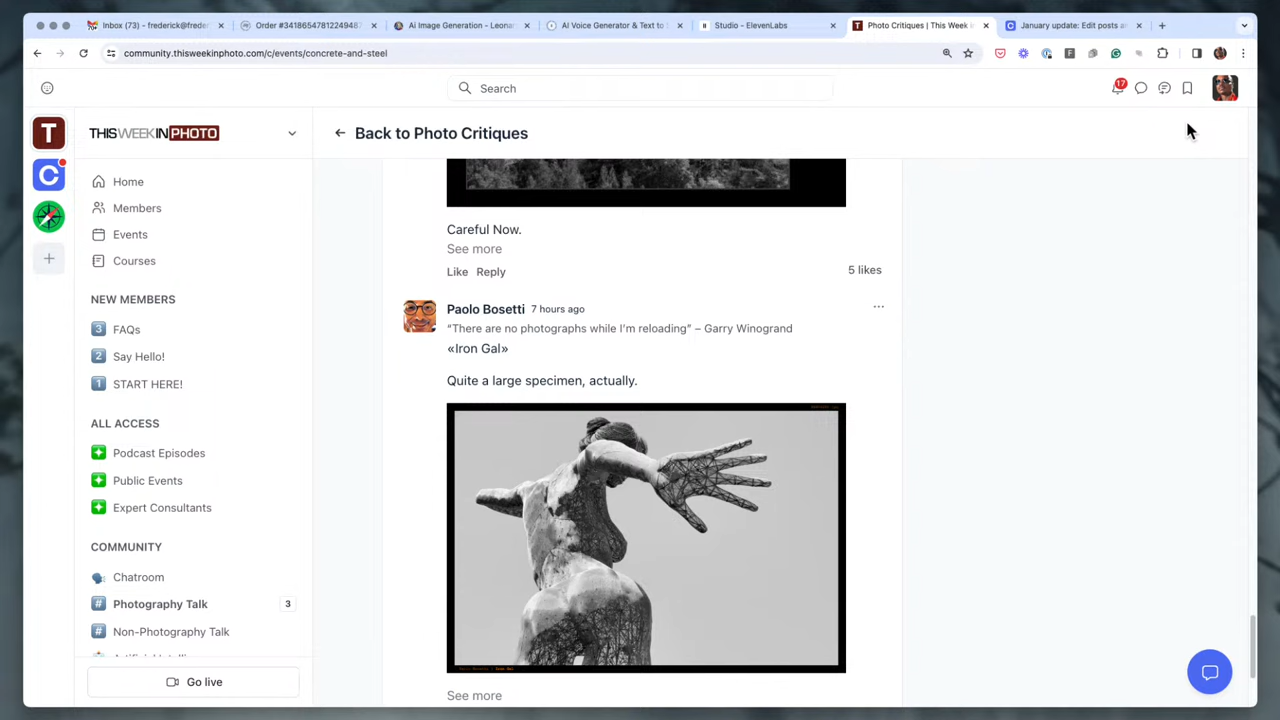 Inbox (73) - frederick@freder
Order #34186547812249487
Ai Image Generation - Leonar
AI Voice Generator & Text to S
Studio - ElevenLabs
Photo Critiques | This Week in
January update: Edit posts an
community.thisweekinphoto.com/c/events/concrete-and-steel
Search
17
T
THISWEEKINPHOTO
Back to Photo Critiques
C
Home
Members
Events
Courses
NEW MEMBERS
3 FAQs
2 Say Hello!
1 START HERE!
ALL ACCESS
Podcast Episodes
Public Events
Expert Consultants
COMMUNITY
Chatroom
# Photography Talk 3
# Non-Photography Talk
Go live
Careful Now.
See more
Like Reply
5 likes
Paolo Bosetti 7 hours ago
“There are no photographs while I’m reloading” – Garry Winogrand
«Iron Gal»
Quite a large specimen, actually.
See more